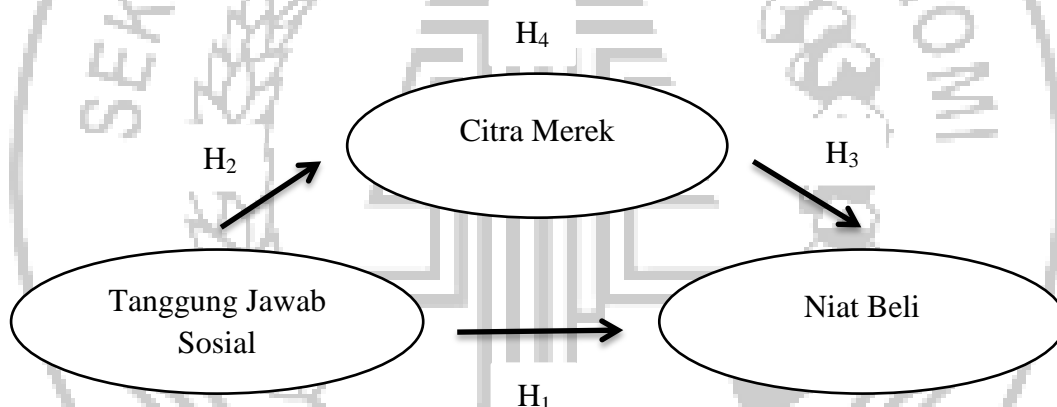 H₄
Citra Merek
H₂
H₃
Tanggung Jawab
Sosial
Niat Beli
H₁